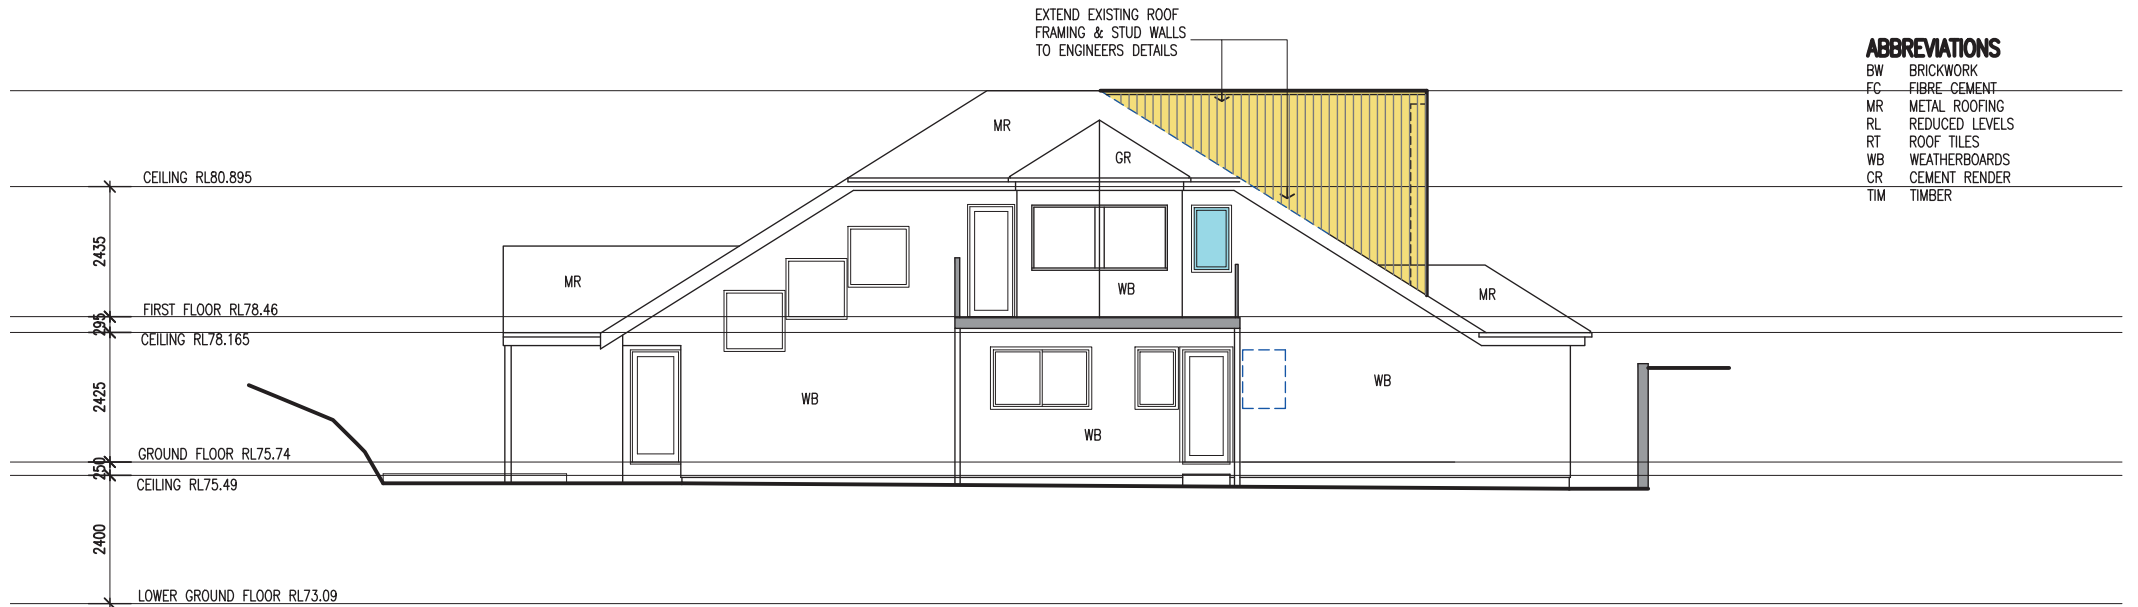 EXTEND EXISTING ROOF
FRAMING & STUD WALLS
TO ENGINEERS DETAILS
ABBREVIATIONS
BW BRICKWORK
FC FIBRE CEMENT
MR METAL ROOFING
RL REDUCED LEVELS
RT ROOF TILES
WB WEATHERBOARDS
CR CEMENT RENDER
TIM TIMBER
MR
GR
CEILING RL80.895
2435
MR
WB
MR
FIRST FLOOR RL78.46
295
CEILING RL78.165
2425
WB
WB
WB
GROUND FLOOR RL75.74
250
CEILING RL75.49
2400
LOWER GROUND FLOOR RL73.09